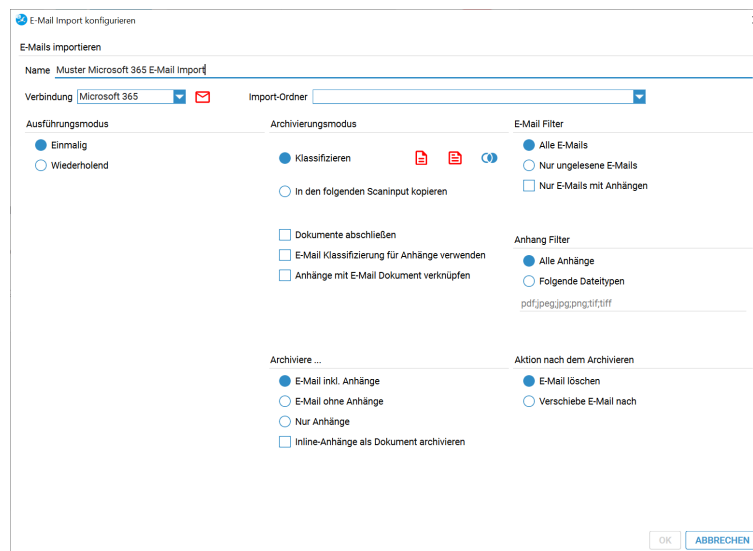 E-Mail Import konfigurieren
E-Mails importieren
Name Muster Microsoft 365 E-Mail Import
Verbindung Microsoft 365 Import-Ordner
Ausführungsmodus
Einmalig
Wiederholend
Archivierungsmodus
Klassifizieren
In den folgenden Scaninput kopieren
Dokumente abschließen
E-Mail Klassifizierung für Anhänge verwenden
Anhänge mit E-Mail Dokument verknüpfen
E-Mail Filter
Alle E-Mails
Nur ungelesene E-Mails
Nur E-Mails mit Anhängen
Anhang Filter
Alle Anhänge
Folgende Dateitypen
pdf;jpeg;jpg;png;tif;tiff
Archiviere ...
E-Mail inkl. Anhänge
E-Mail ohne Anhänge
Nur Anhänge
Inline-Anhänge als Dokument archivieren
Aktion nach dem Archivieren
E-Mail löschen
Verschiebe E-Mail nach
OK ABBRECHEN